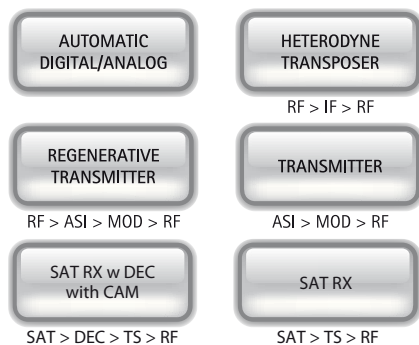 AUTOMATIC
DIGITAL/ANALOG
HETERODYNE
TRANSPOSER
RF > IF > RF
REGENERATIVE
TRANSMITTER
RF > ASI > MOD > RF
TRANSMITTER
ASI > MOD > RF
SAT RX w DEC
with CAM
SAT > DEC > TS > RF
SAT RX
SAT > TS > RF